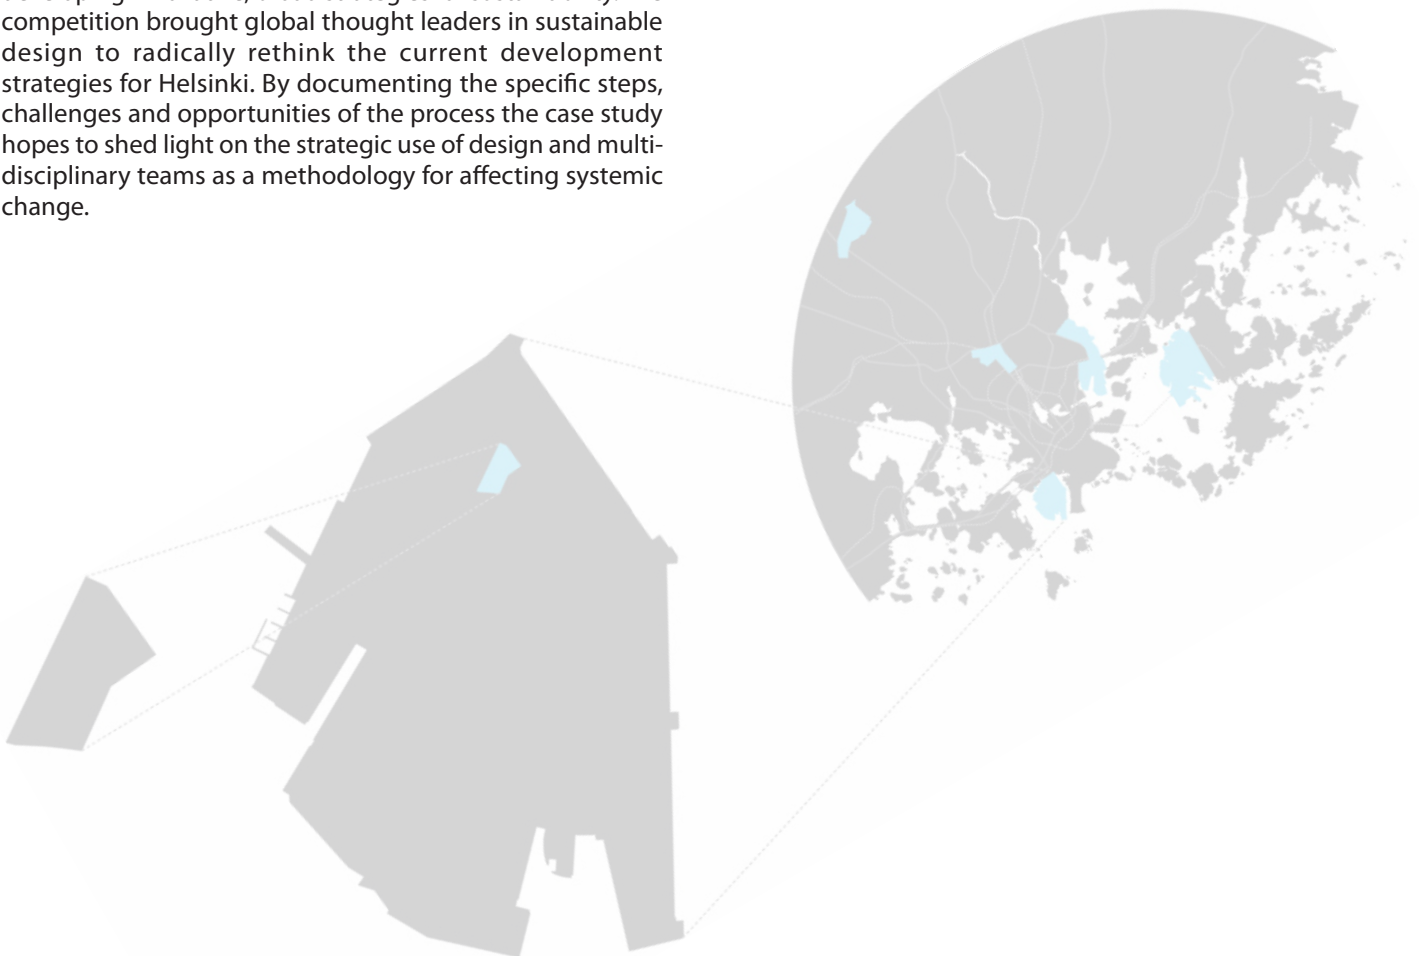 competition brought global thought leaders in sustainable
design to radically rethink the current development
strategies for Helsinki. By documenting the specific steps,
challenges and opportunities of the process the case study
hopes to shed light on the strategic use of design and multi-
disciplinary teams as a methodology for affecting systemic
change.